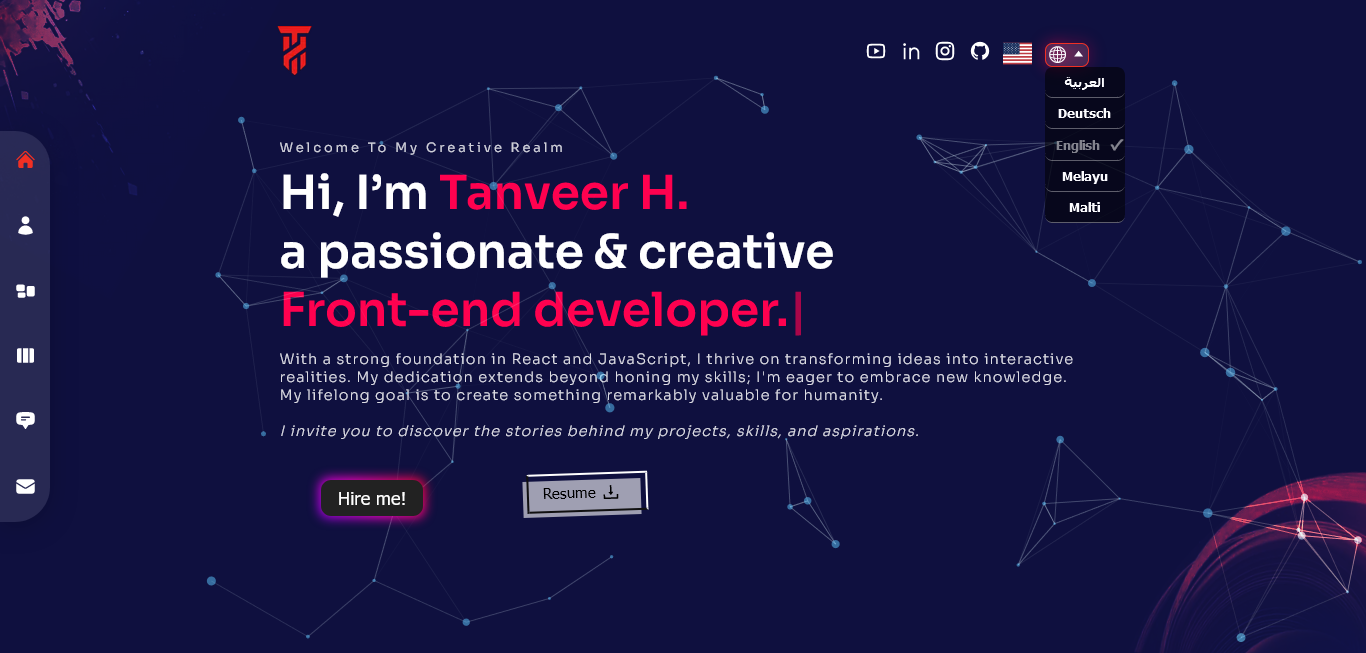 in
العربية
Deutsch
English
Melayu
Malti
Welcome To My Creative Realm
Hi, I’m Tanveer H.
a passionate & creative
Front-end developer.|
With a strong foundation in React and JavaScript, I thrive on transforming ideas into interactive
realities. My dedication extends beyond honing my skills; I'm eager to embrace new knowledge.
My lifelong goal is to create something remarkably valuable for humanity.
I invite you to discover the stories behind my projects, skills, and aspirations.
Hire me!
Resume